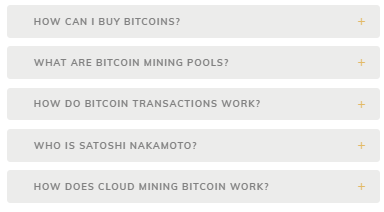 HOW CAN I BUY BITCOINS? +
WHAT ARE BITCOIN MINING POOLS? +
HOW DO BITCOIN TRANSACTIONS WORK? +
WHO IS SATOSHI NAKAMOTO? +
HOW DOES CLOUD MINING BITCOIN WORK? +